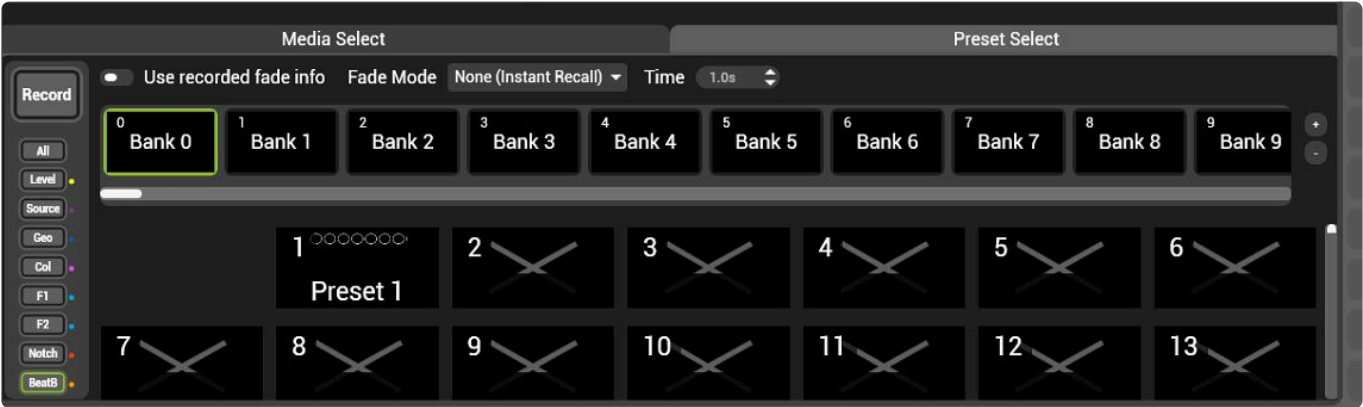 Media Select
Preset Select
Record
Use recorded fade info
Fade Mode
None (Instant Recall)
Time
1.0s
0
Bank 0
1
Bank 1
2
Bank 2
3
Bank 3
4
Bank 4
5
Bank 5
6
Bank 6
7
Bank 7
8
Bank 8
9
Bank 9
+
-
All
Level
Source
Geo
Col
F1
F2
Notch
BeatB
1
Preset 1
2
3
4
5
6
7
8
9
10
11
12
13